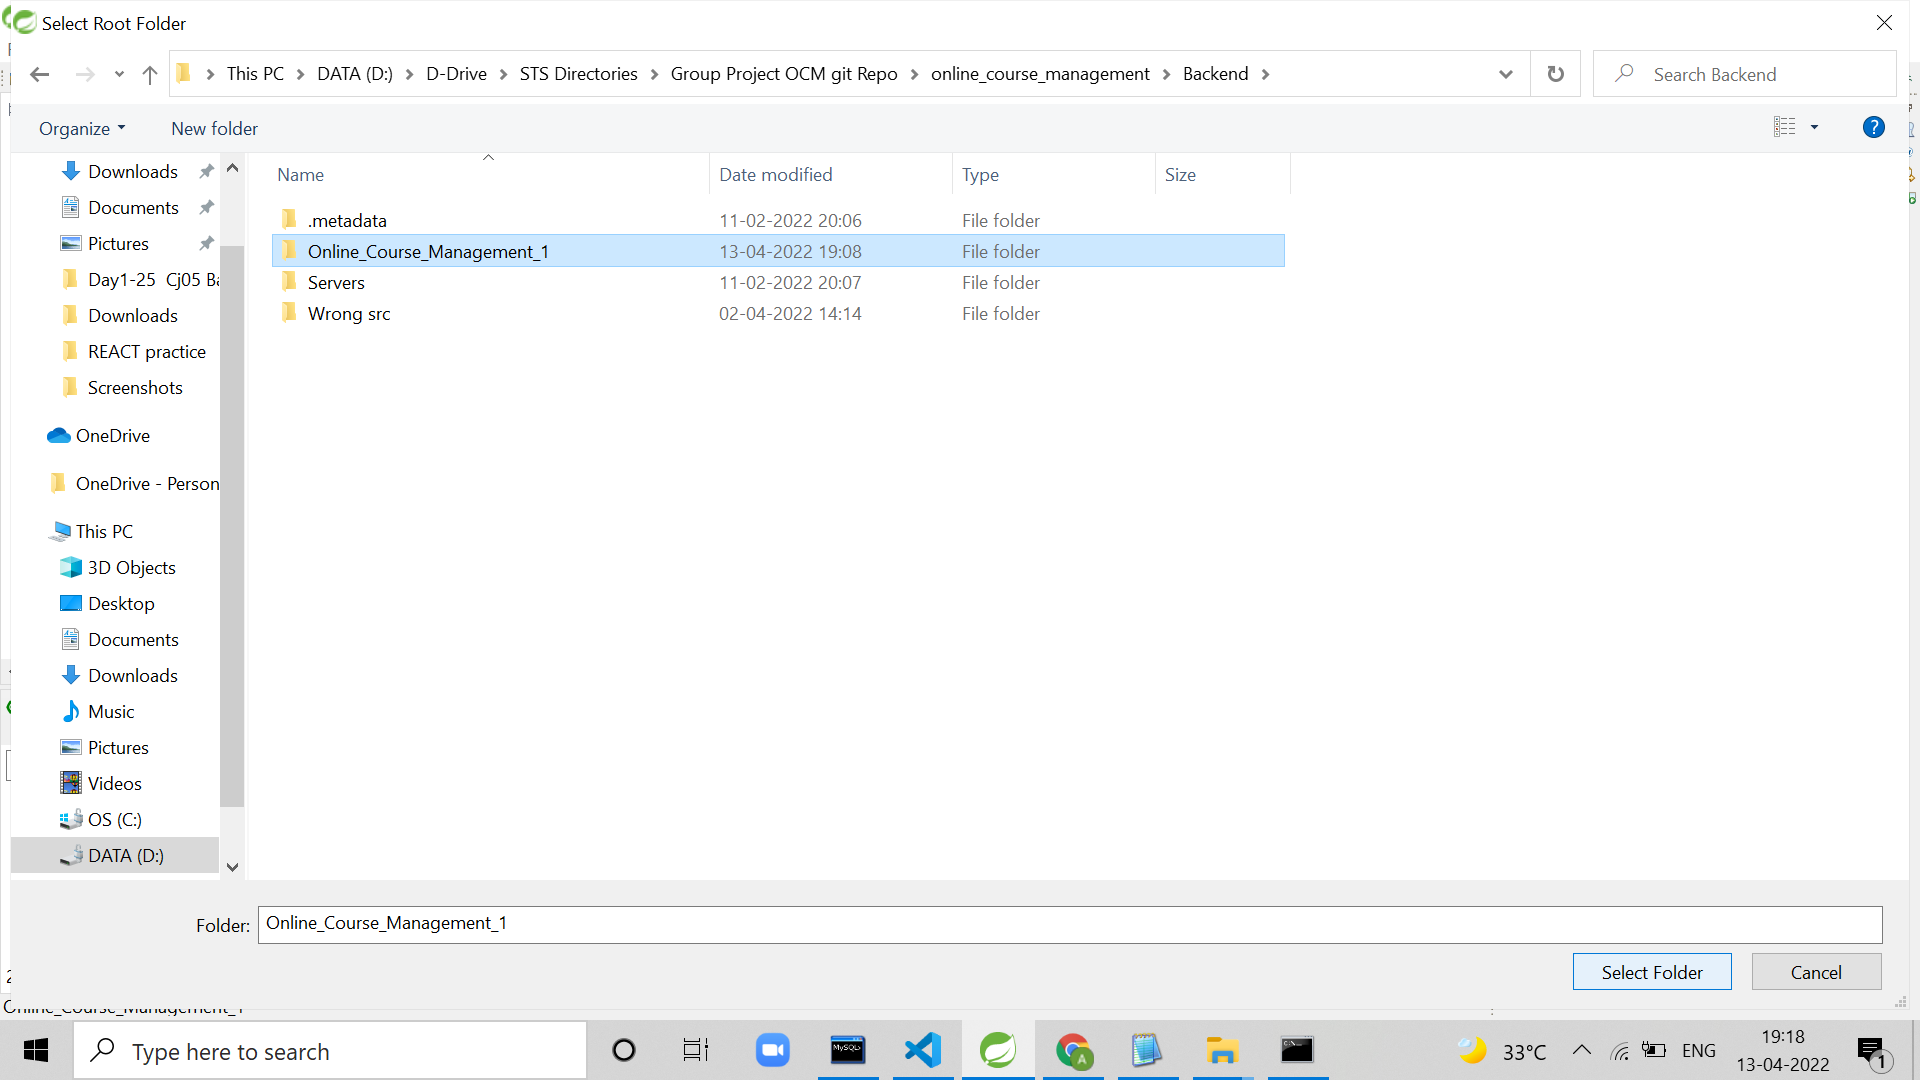 Select Root Folder
This PC > DATA (D:) > D-Drive > STS Directories > Group Project OCM git Repo > online_course_management > Backend >
Search Backend
Organize
New folder
Name
Date modified
Type
Size
Downloads
Documents
Pictures
Day1-25 Cj05 Ba
Downloads
REACT practice
Screenshots
OneDrive
OneDrive - Person
This PC
3D Objects
Desktop
Documents
Downloads
Music
Pictures
Videos
OS (C:)
DATA (D:)
.metadata 11-02-2022 20:06 File folder
Online_Course_Management_1 13-04-2022 19:08 File folder
Servers 11-02-2022 20:07 File folder
Wrong src 02-04-2022 14:14 File folder
Folder: Online_Course_Management_1
Select Folder
Cancel
Online_Course_Management_1
Type here to search
MySQL
A
33°C
ENG
19:18
13-04-2022
1